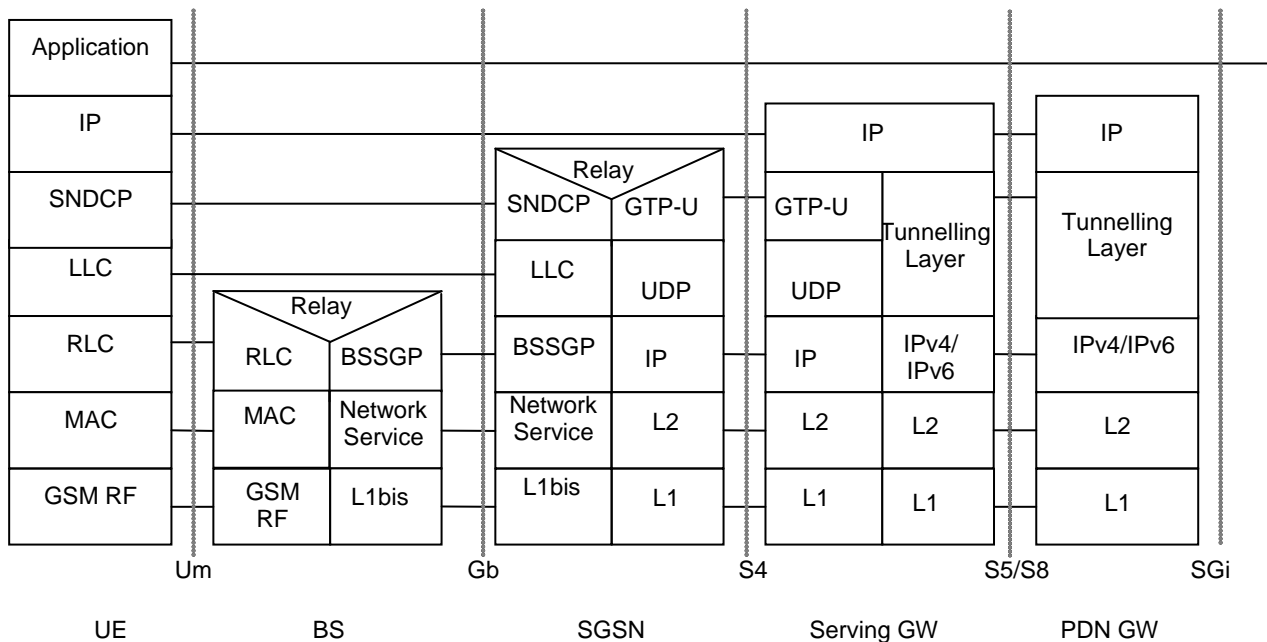 Application
IP
IP
IP
Relay
SNDCP
SNDCP
GTP-U
GTP-U
Tunnelling
Layer
Tunnelling
Layer
LLC
LLC
UDP
UDP
Relay
RLC
RLC
BSSGP
BSSGP
IP
IP
IPv4/
IPv6
IPv4/IPv6
MAC
MAC
Network
Service
Network
Service
L2
L2
L2
L2
GSM RF
GSM
RF
L1bis
L1bis
L1
L1
L1
L1
Um
Gb
S4
S5/S8
SGi
UE
BS
SGSN
Serving GW
PDN GW